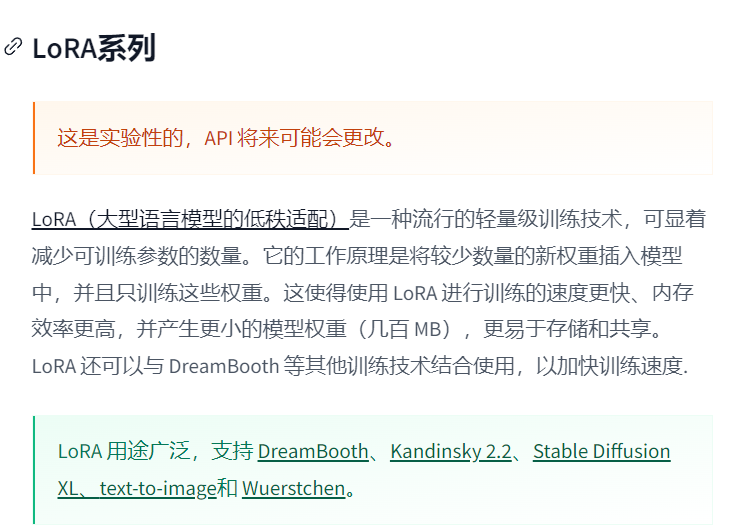 LoRA系列
这是实验性的，API 将来可能会更改。
LoRA（大型语言模型的低秩适配）是一种流行的轻量级训练技术，可显着
减少可训练参数的数量。它的工作原理是将较少数量的新权重插入模型
中，并且只训练这些权重。这使得使用 LoRA 进行训练的速度更快、内存
效率更高，并产生更小的模型权重（几百 MB），更易于存储和共享。
LoRA 还可以与 DreamBooth 等其他训练技术结合使用，以加快训练速度.
LoRA 用途广泛，支持 DreamBooth、Kandinsky 2.2、Stable Diffusion
XL、text-to-image和 Wuerstchen。